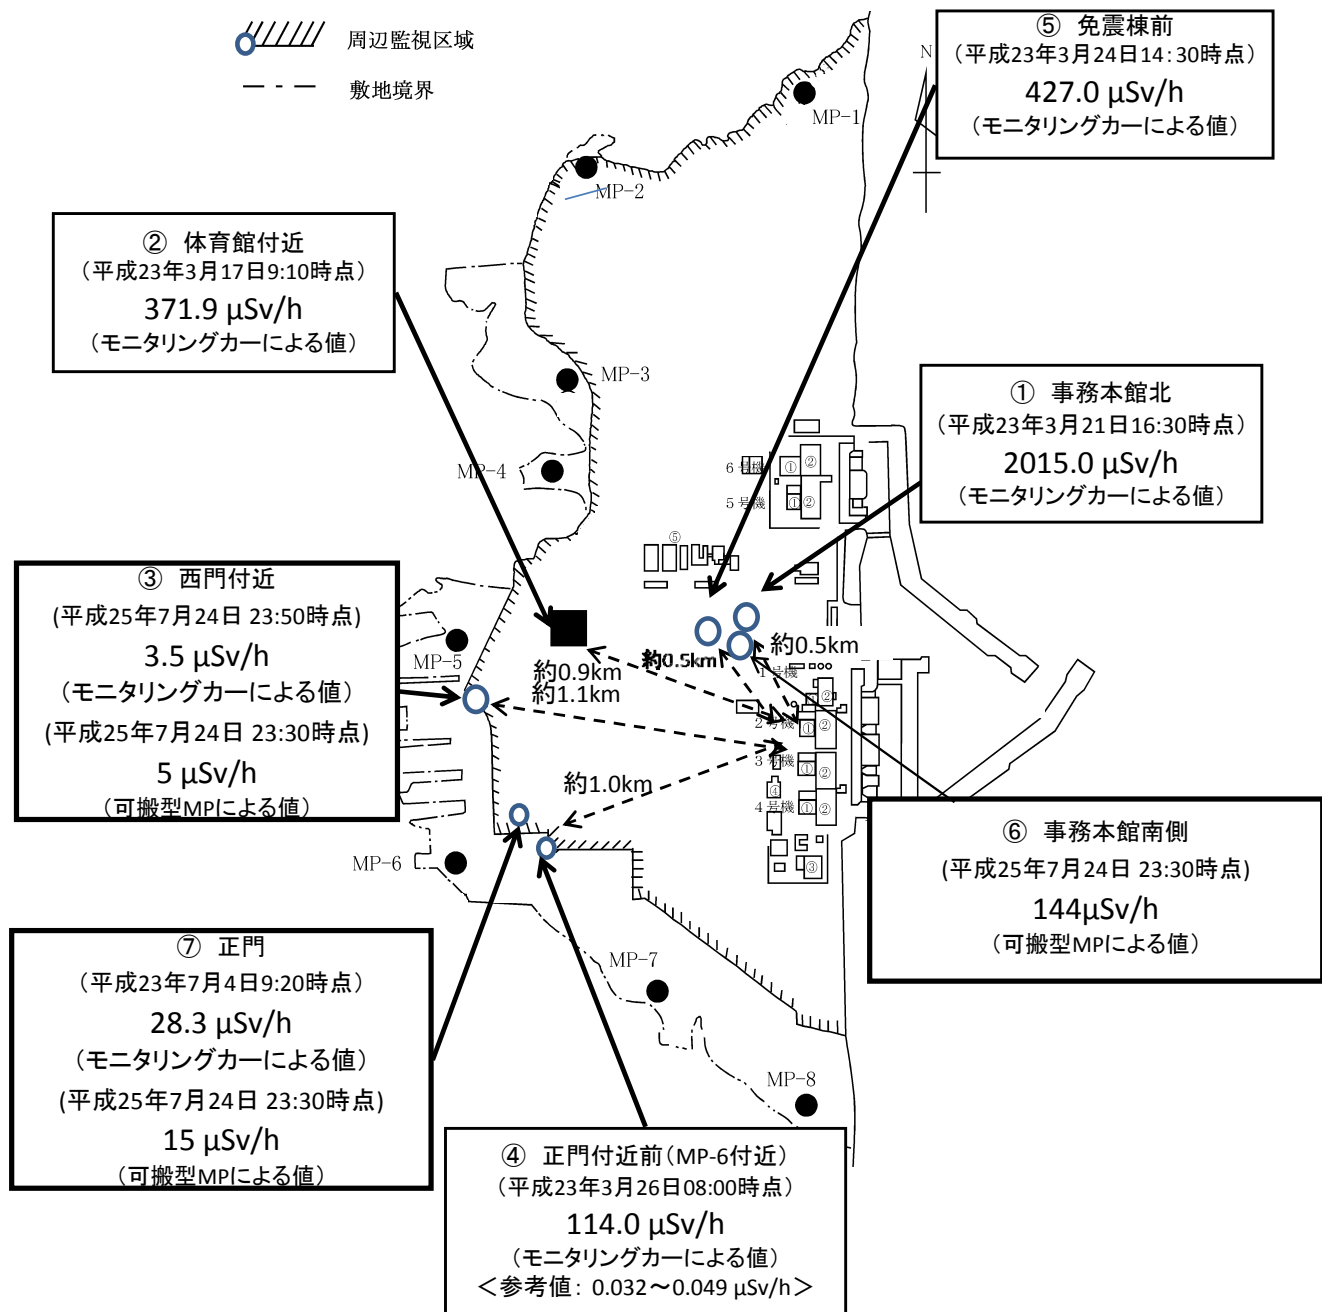 周辺監視区域
敷地境界
⑤ 免震棟前
(平成23年3月24日14:30時点)
427.0 μSv/h
(モニタリングカーによる値)
N
MP-1
MP-2
② 体育館付近
(平成23年3月17日9:10時点)
371.9 μSv/h
(モニタリングカーによる値)
MP-3
① 事務本館北
(平成23年3月21日16:30時点)
2015.0 μSv/h
(モニタリングカーによる値)
MP-4
6号機
① ②
5号機
① ②
⑤
③ 西門付近
(平成25年7月24日 23:50時点)
3.5 μSv/h
(モニタリングカーによる値)
(平成25年7月24日 23:30時点)
5 μSv/h
(可搬型MPによる値)
MP-5
約0.9km
約1.1km
約0.5km
約0.5km
1号機
②
2号機
① ②
3号機
① ②
④
4号機
① ②
③
約1.0km
⑥ 事務本館南側
(平成25年7月24日 23:30時点)
144μSv/h
(可搬型MPによる値)
MP-6
⑦ 正門
(平成23年7月4日9:20時点)
28.3 μSv/h
(モニタリングカーによる値)
(平成25年7月24日 23:30時点)
15 μSv/h
(可搬型MPによる値)
MP-7
MP-8
④ 正門付近前(MP-6付近)
(平成23年3月26日08:00時点)
114.0 μSv/h
(モニタリングカーによる値)
<参考値: 0.032～0.049 μSv/h>